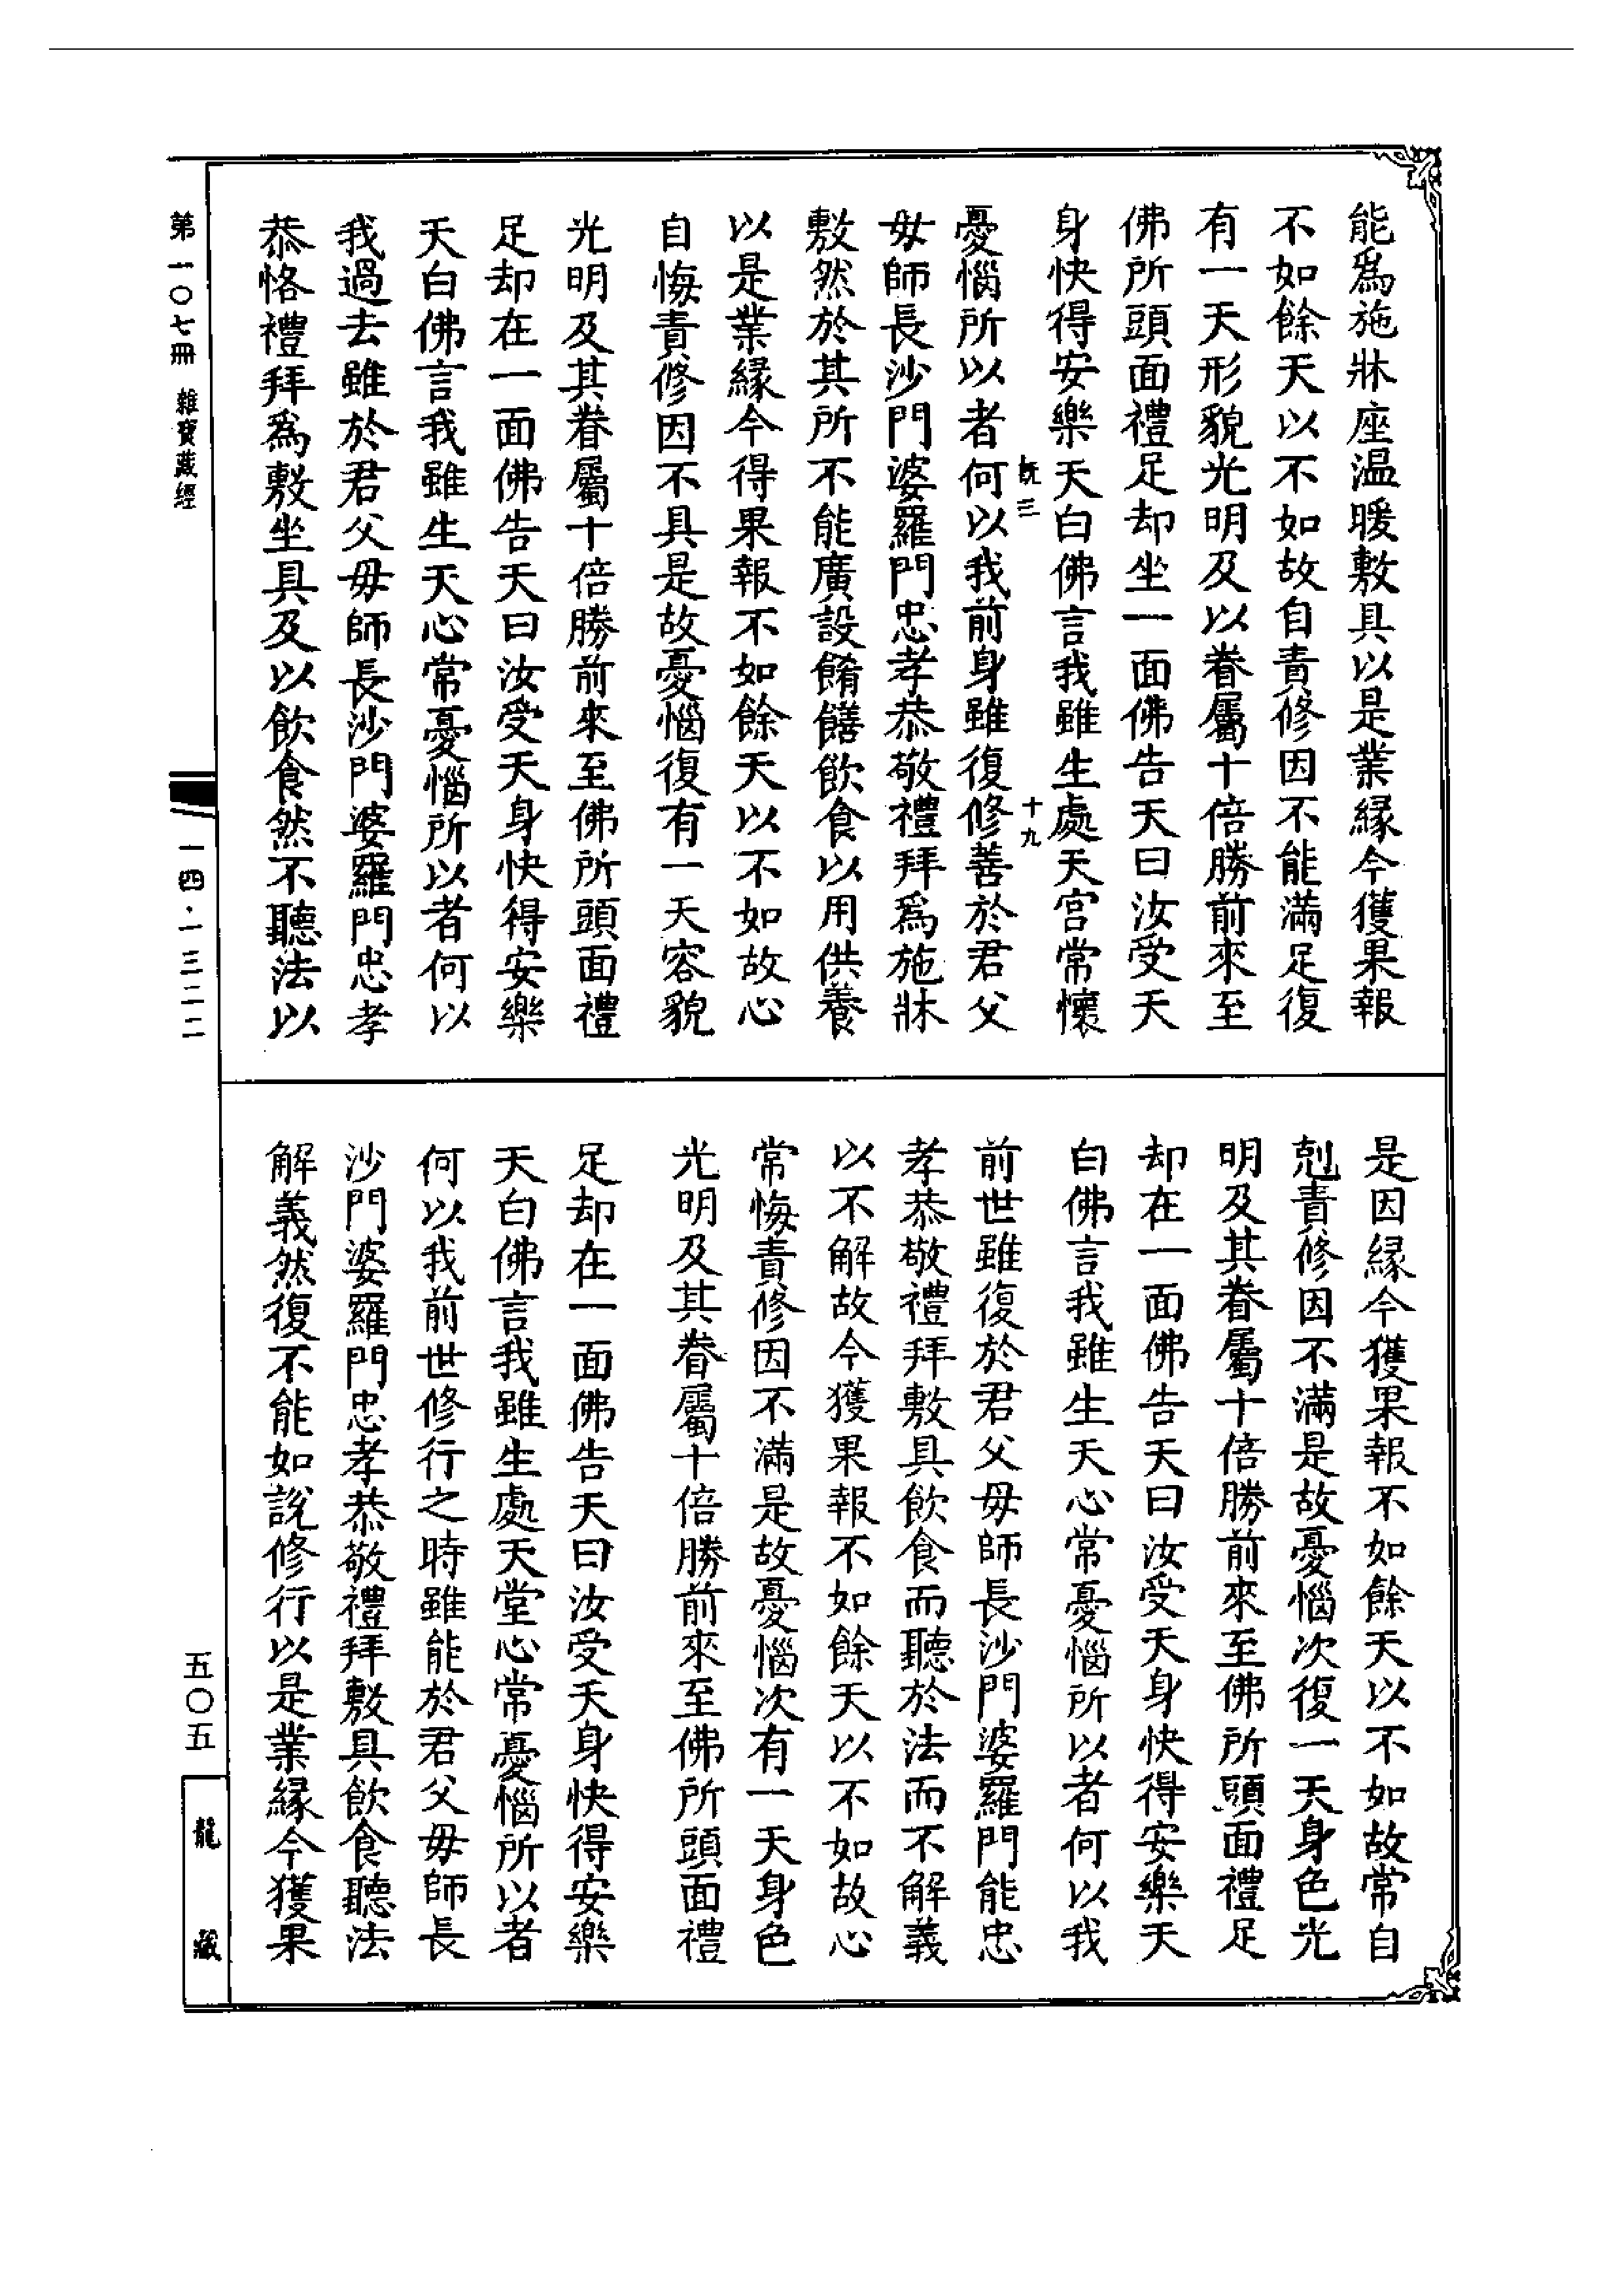 能爲施牀座温暖敷具以是業縁今獲果報
不如餘天以不如故自責修因不能滿足復
有一天形貌光明及以眷屬十倍勝前來至
佛所頭面禮足却坐一面佛告天曰汝受天
身快得安樂天白佛言我雖生處天宫常懷
既三 十九
憂惱所以者何以我前身雖復修善於君父
母師長沙門婆羅門忠孝恭敬禮拜爲施牀
敷然於其所不能廣設餚饍飲食以用供養
以是業縁今得果報不如餘天以不如故心
自悔責修因不具是故憂惱復有一天容貌
光明及其眷屬十倍勝前來至佛所頭面禮
足却在一面佛告天曰汝受天身快得安樂
天白佛言我雖生天心常憂惱所以者何以
我過去雖於君父母師長沙門婆羅門忠孝
恭恪禮拜爲敷坐具及以飲食然不聽法以
是因縁今獲果報不如餘天以不如故常自
剋責修因不滿是故憂惱次復一天身色光
明及其眷屬十倍勝前來至佛所頭面禮足
却在一面佛告天曰汝受天身快得安樂天
白佛言我雖生天心常憂惱所以者何以我
前世雖復於君父母師長沙門婆羅門能忠
孝恭敬禮拜敷具飲食而聽於法而不解義
以不解故今獲果報不如餘天以不如故心
常悔責修因不滿是故憂惱次有一天身色
光明及其眷屬十倍勝前來至佛所頭面禮
足却在一面佛告天曰汝受天身快得安樂
天白佛言我雖生處天堂心常憂惱所以者
何以我前世修行之時雖能於君父母師長
沙門婆羅門忠孝恭敬禮拜敷具飲食聽法
解義然復不能如說修行以是業縁今獲果
第一〇七冊 雜寳藏經
一四·一三二二
五〇五
龍藏